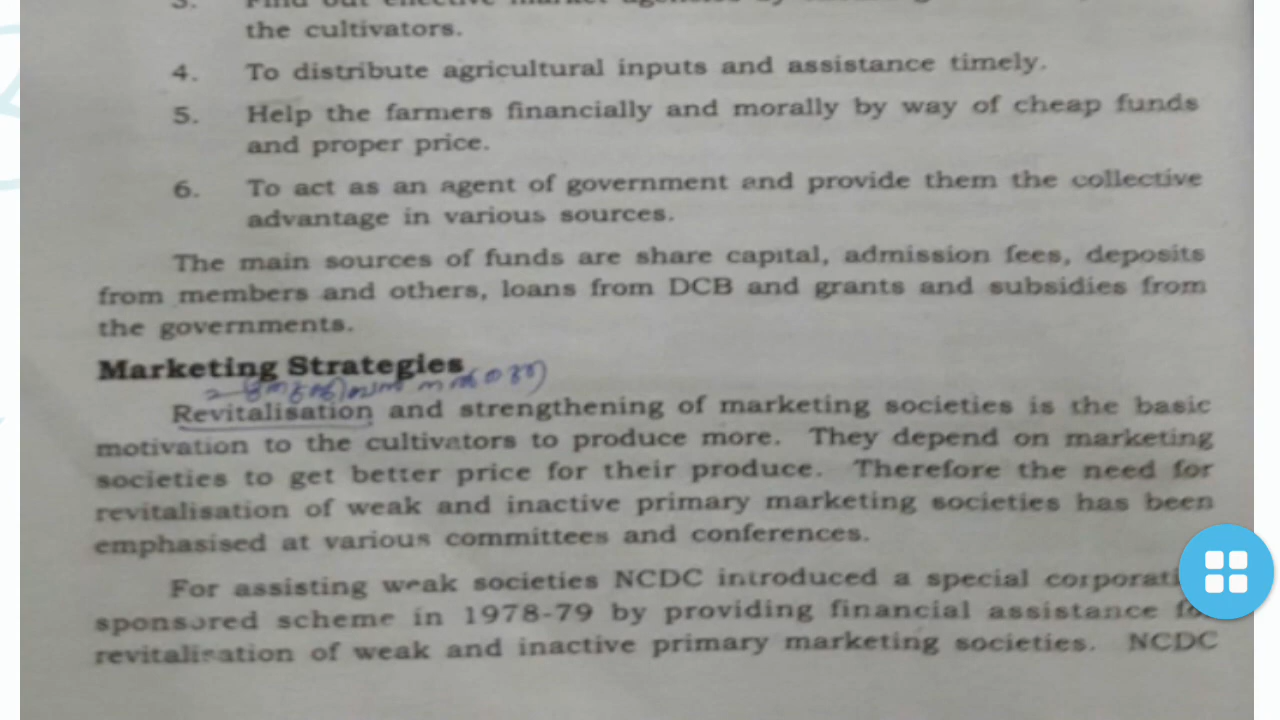 the cultivators.
4. To distribute agricultural inputs and assistance timely.
5. Help the farmers financially and morally by way of cheap funds
and proper price.
6. To act as an agent of government and provide them the collective
advantage in various sources.
The main sources of funds are share capital, admission fees, deposits
from members and others, loans from DCB and grants and subsidies from
the governments.
Marketing Strategies
Revitalisation and strengthening of marketing societies is the basic
motivation to the cultivators to produce more. They depend on marketing
societies to get better price for their produce. Therefore the need for
revitalisation of weak and inactive primary marketing societies has been
emphasised at various committees and conferences.
For assisting weak societies NCDC introduced a special
sponsored scheme in 1978-79 by providing financial assistance
revitalisation of weak and inactive primary marketing societies. NCDC